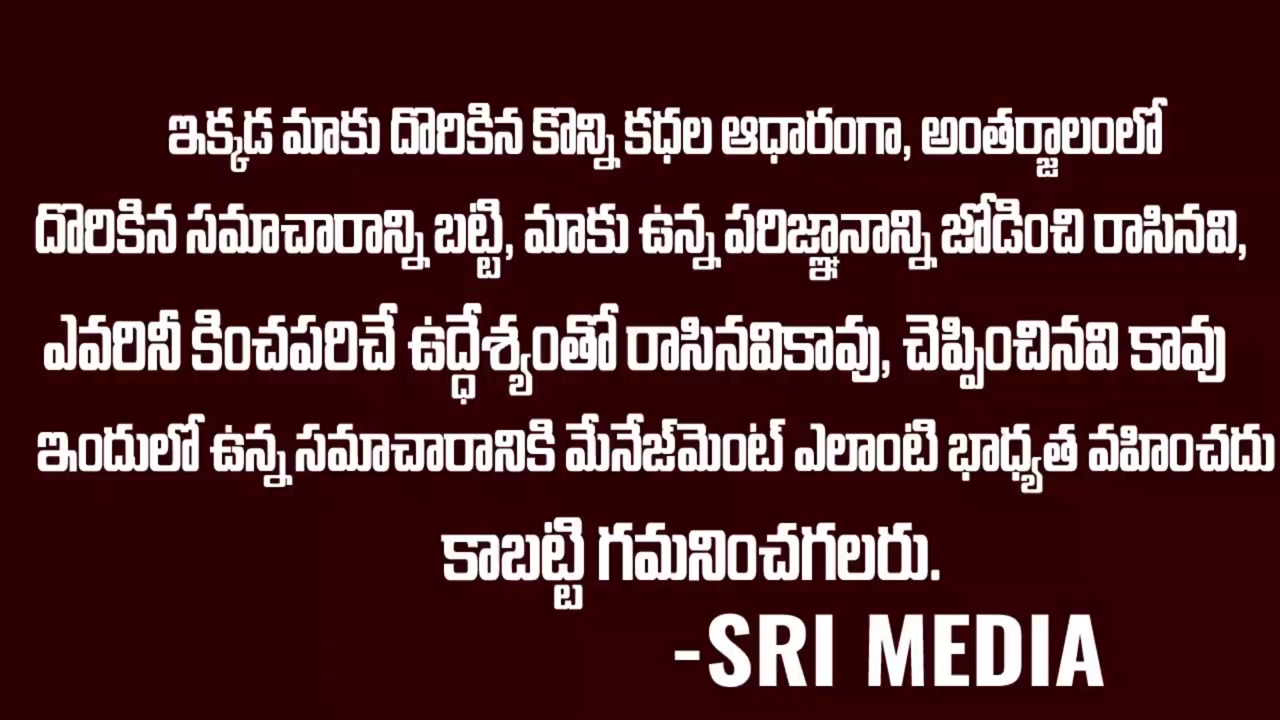 ఇక్కడ మాకు దొరికిన కొన్ని కధల ఆధారంగా, అంతర్జాలంలో
దొరికిన సమాచారాన్ని బట్టి, మాకు ఉన్న పరిజ్ఞానాన్ని జోడించి రాసినవి,
ఎవరినీ కించపరిచే ఉద్ధేశ్యంతో రాసినవికావు, చెప్పించినవి కావు
ఇందులో ఉన్న సమాచారానికి మేనేజ్‌మెంట్ ఎలాంటి భాధ్యత వహించదు
కాబట్టి గమనించగలరు.
-SRI MEDIA